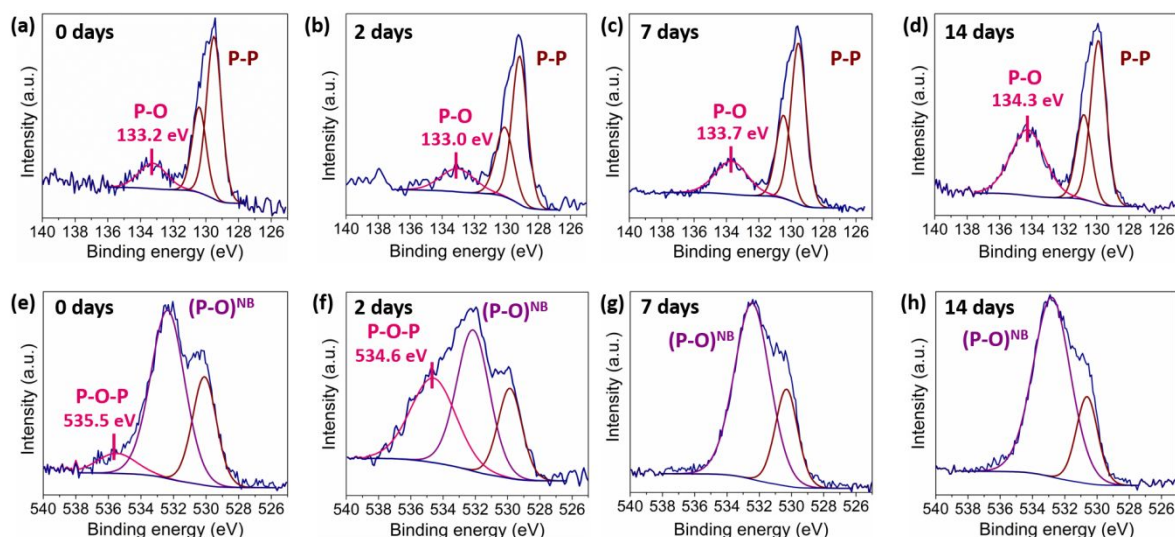 (a) 0 days
P-P
P-O
133.2 eV
Intensity (a.u.)
140 138 136 134 132 130 128 126
Binding energy (eV)
(b) 2 days
P-P
P-O
133.0 eV
Intensity (a.u.)
140 138 136 134 132 130 128 126
Binding energy (eV)
(c) 7 days
P-P
P-O
133.7 eV
Intensity (a.u.)
140 138 136 134 132 130 128 126
Binding energy (eV)
(d) 14 days
P-O
P-P
134.3 eV
Intensity (a.u.)
140 138 136 134 132 130 128 126
Binding energy (eV)
(e) 0 days
(P-O)NB
P-O-P
535.5 eV
Intensity (a.u.)
540 538 536 534 532 530 528 526
Binding energy (eV)
(f) 2 days
(P-O)NB
P-O-P
534.6 eV
Intensity (a.u.)
540 538 536 534 532 530 528 526
Binding energy (eV)
(g) 7 days
(P-O)NB
Intensity (a.u.)
540 538 536 534 532 530 528 526
Binding energy (eV)
(h) 14 days
(P-O)NB
Intensity (a.u.)
540 538 536 534 532 530 528 526
Binding energy (eV)